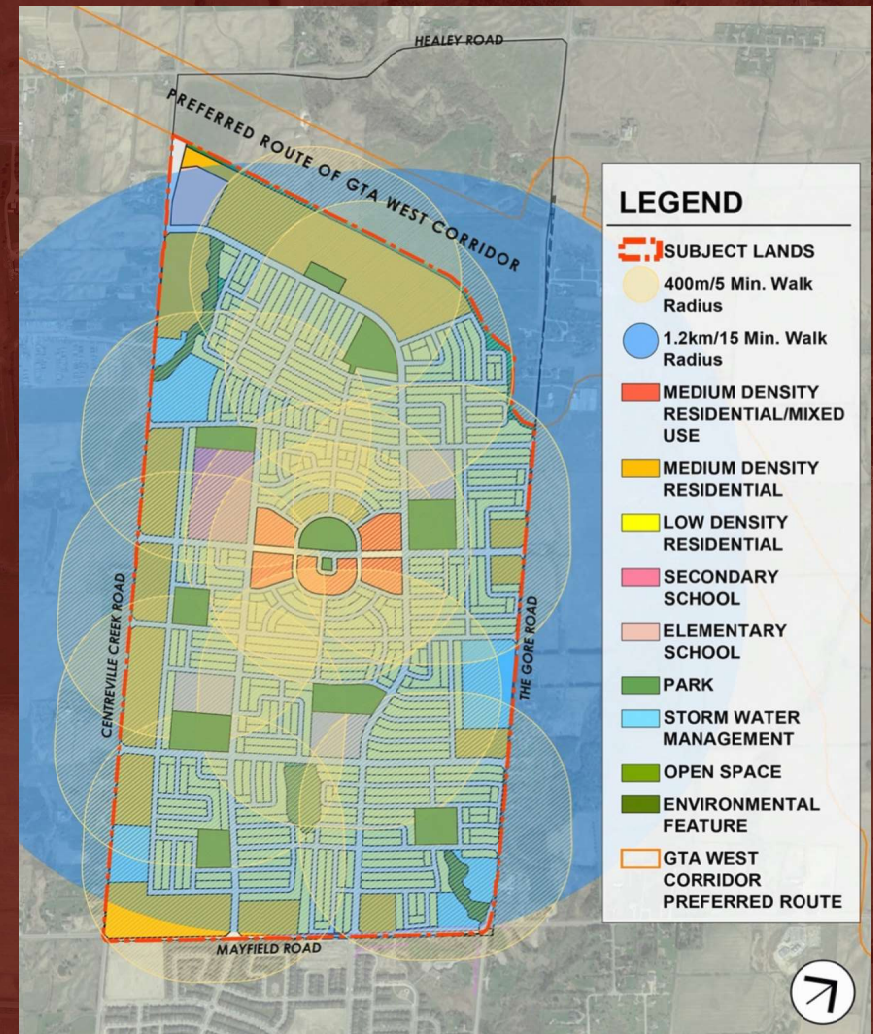 HEALEY ROAD
PREFERRED ROUTE OF GTA WEST CORRIDOR
CENTREVILLE CREEK ROAD
THE GORE ROAD
MAYFIELD ROAD
LEGEND
SUBJECT LANDS
400m/5 Min. Walk
Radius
1.2km/15 Min. Walk
Radius
MEDIUM DENSITY
RESIDENTIAL/MIXED
USE
MEDIUM DENSITY
RESIDENTIAL
LOW DENSITY
RESIDENTIAL
SECONDARY
SCHOOL
ELEMENTARY
SCHOOL
PARK
STORM WATER
MANAGEMENT
OPEN SPACE
ENVIRONMENTAL
FEATURE
GTA WEST
CORRIDOR
PREFERRED ROUTE